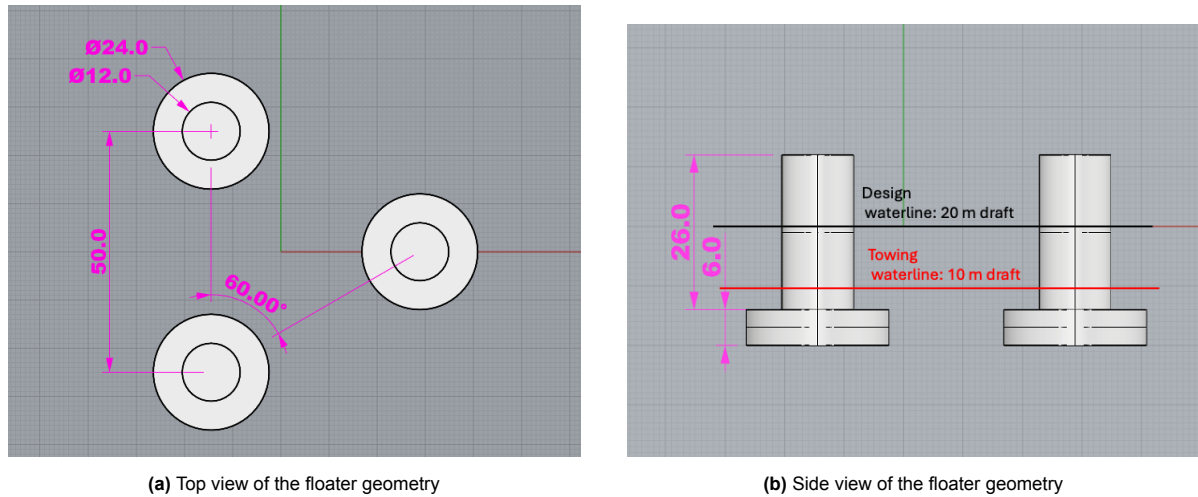 Ø24.0
Ø12.0
50.0
60.00°
(a) Top view of the floater geometry
26.0
6.0
Design
waterline: 20 m draft
Towing
waterline: 10 m draft
(b) Side view of the floater geometry